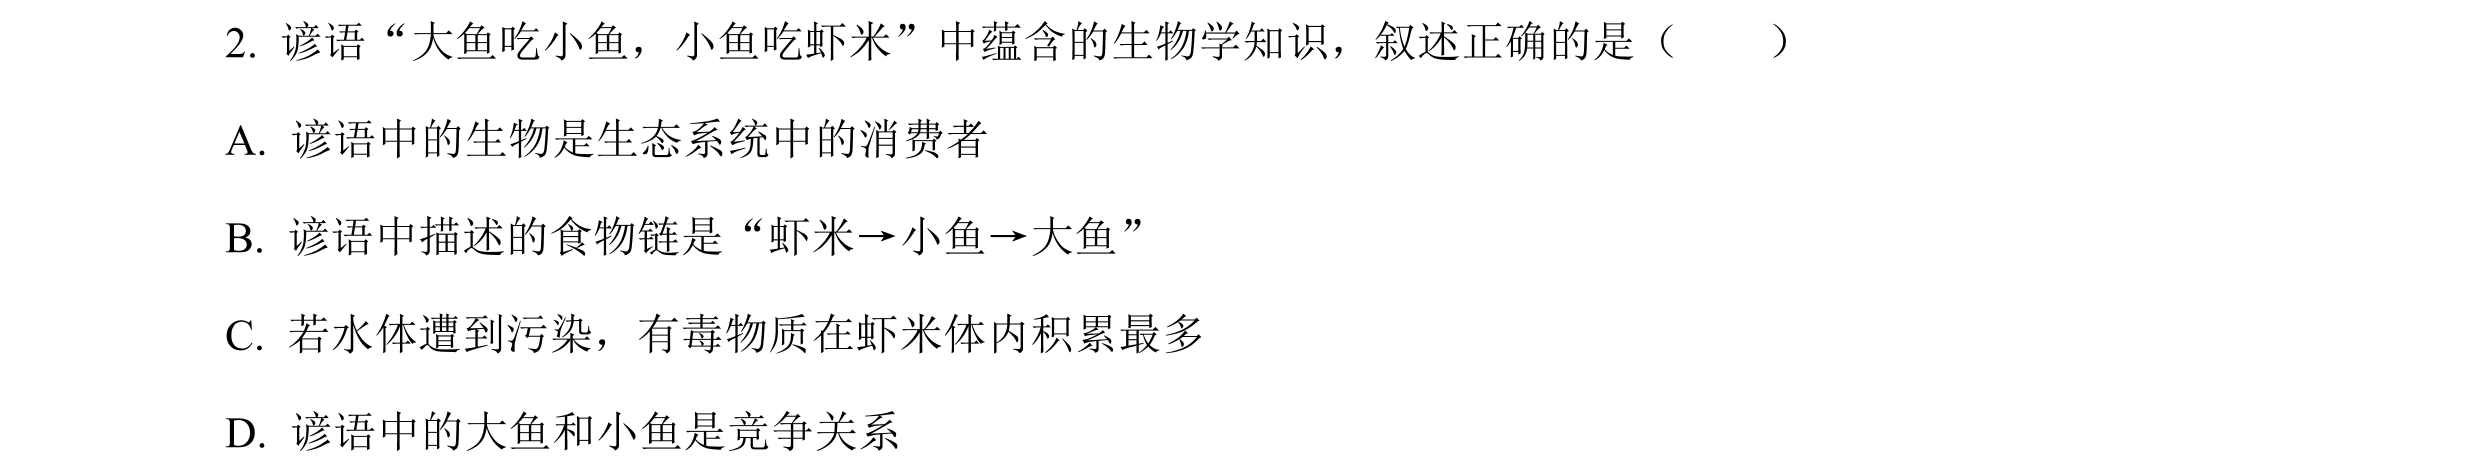 2. 谚语“大鱼吃小鱼，小鱼吃虾米”中蕴含的生物学知识，叙述正确的是（　　）
A. 谚语中的生物是生态系统中的消费者
B. 谚语中描述的食物链是“虾米→小鱼→大鱼”
C. 若水体遭到污染，有毒物质在虾米体内积累最多
D. 谚语中的大鱼和小鱼是竞争关系